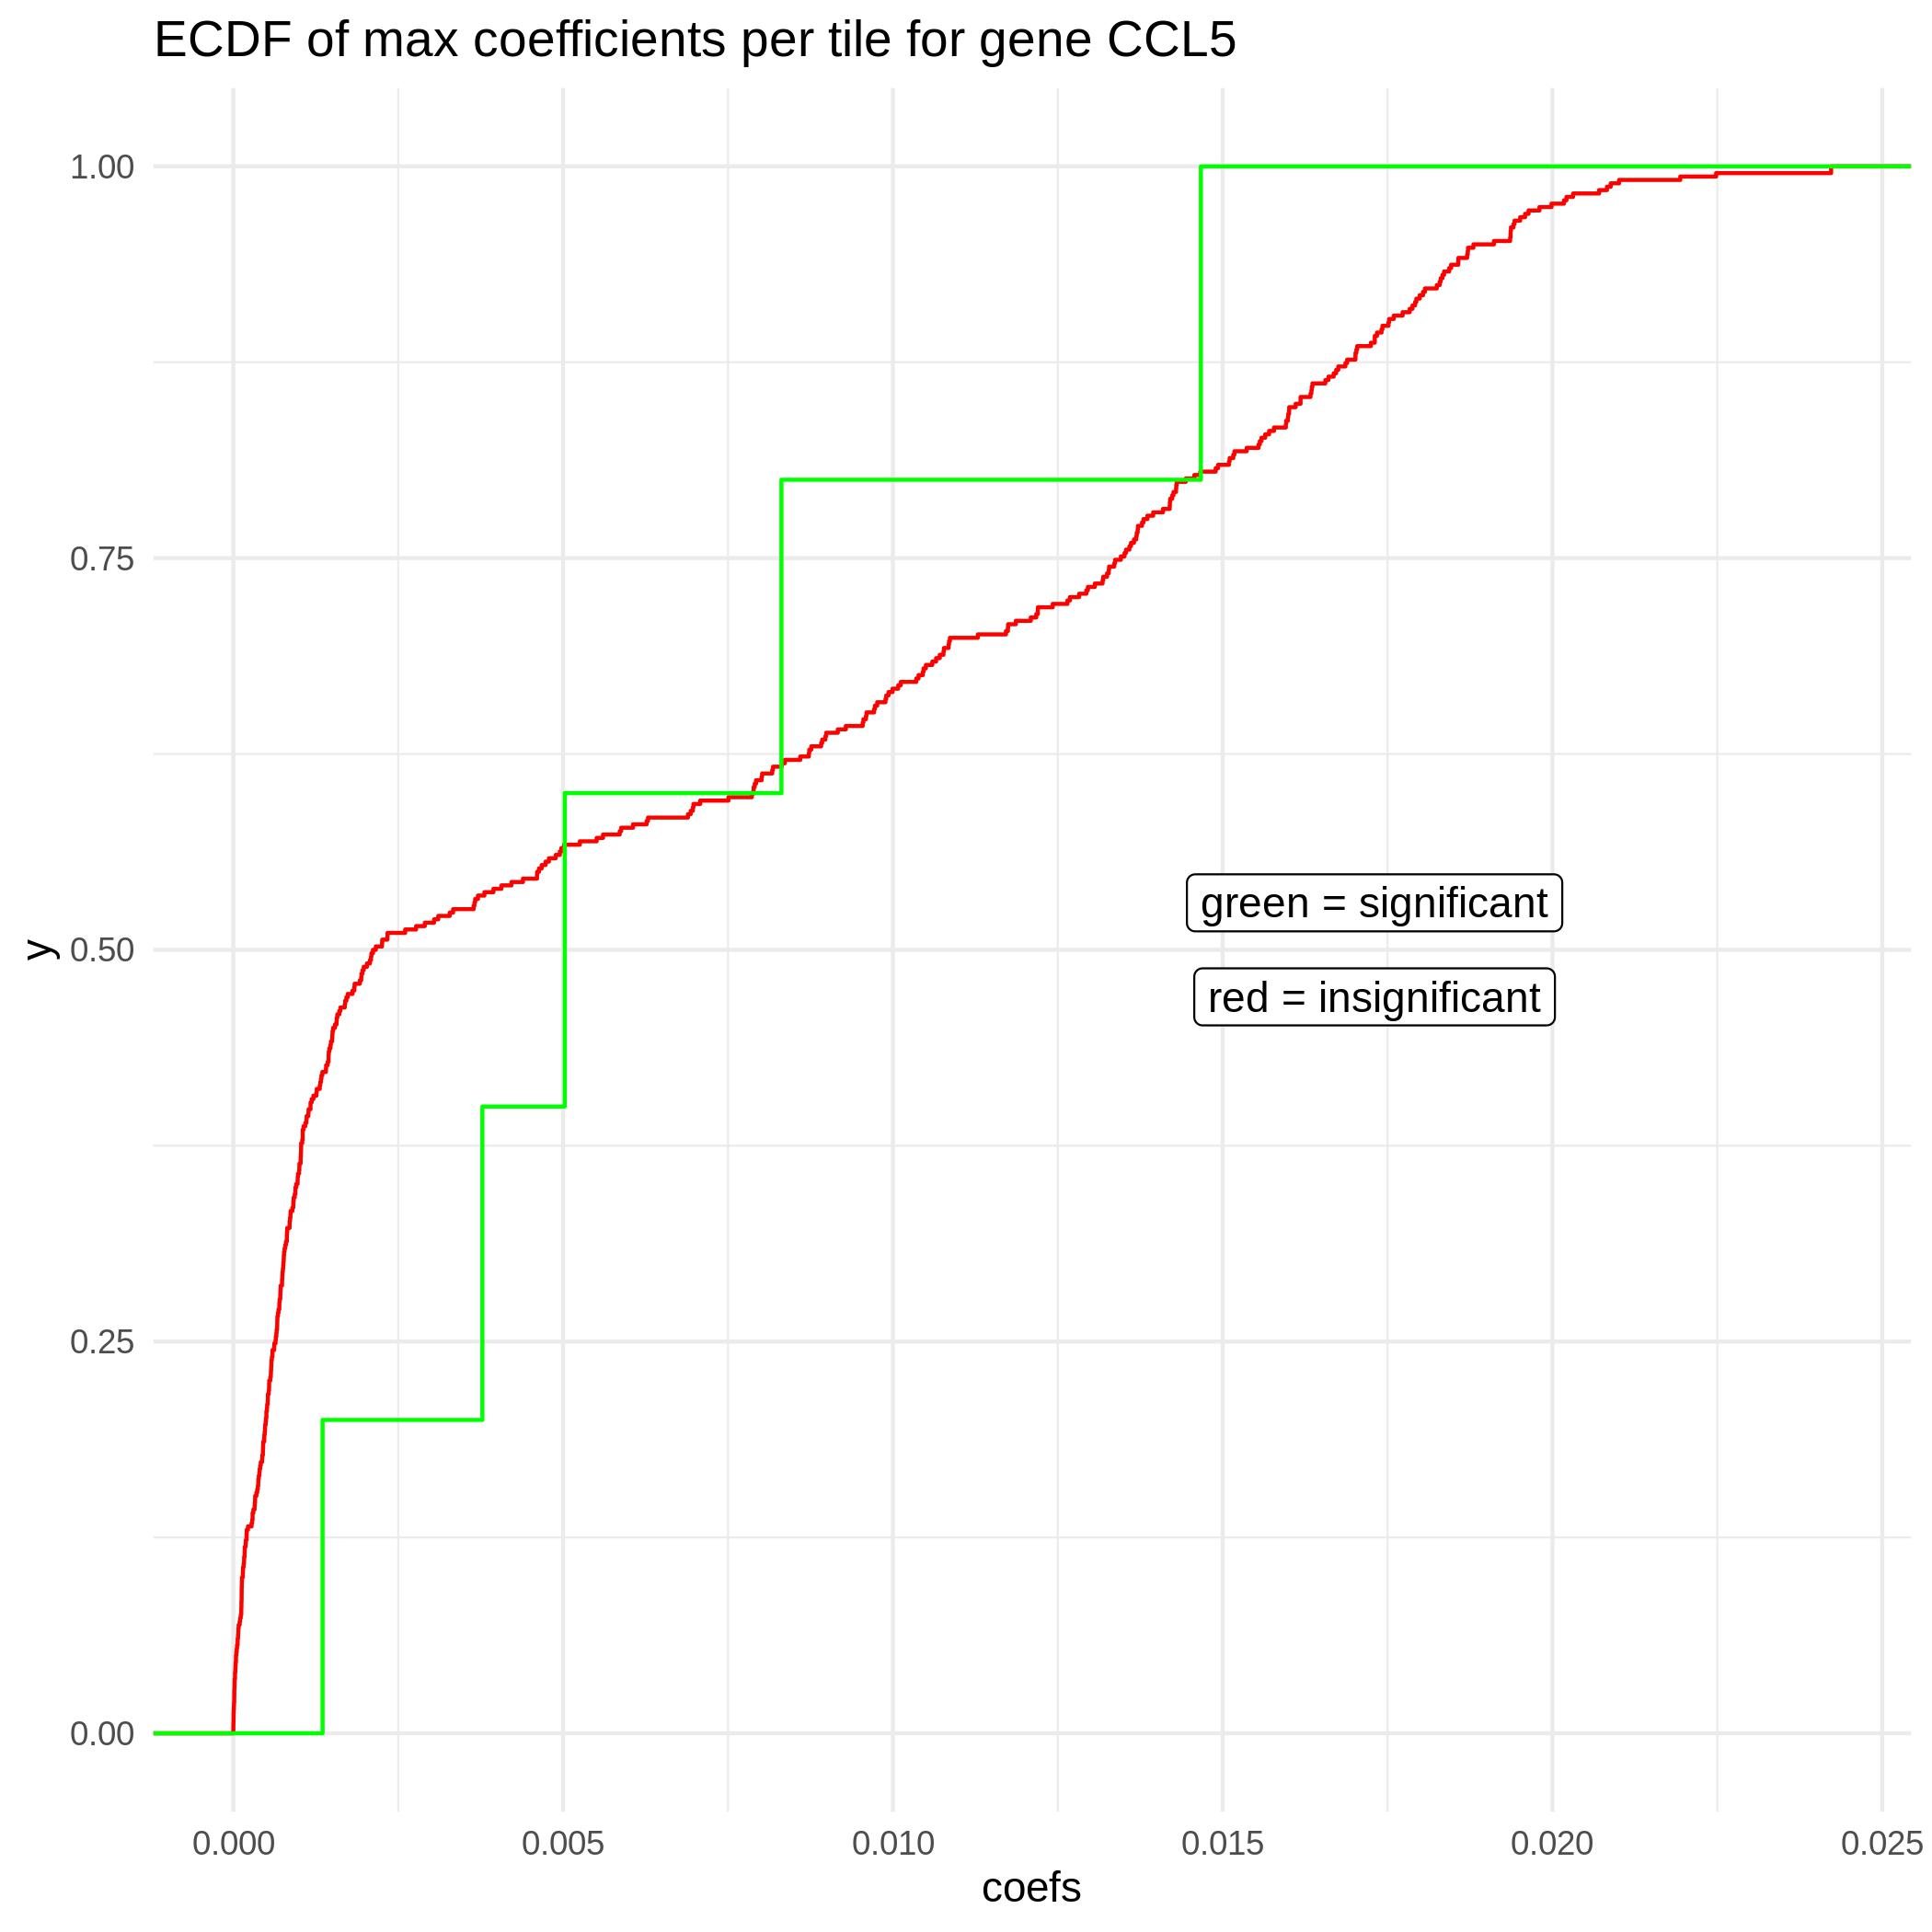 ECDF of max coefficients per tile for gene CCL5
1.00
0.75
0.50
0.25
0.00
y
green = significant
red = insignificant
0.000 0.005 0.010 0.015 0.020 0.025
coefs